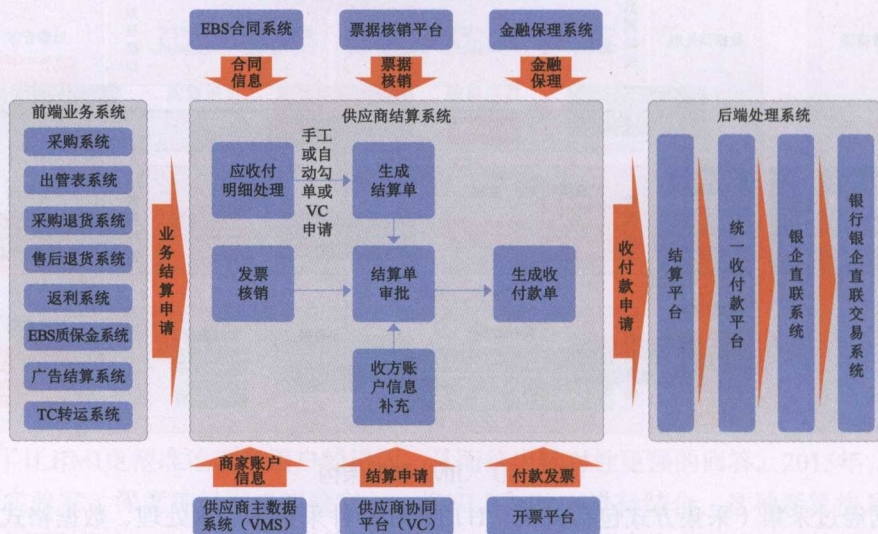 EBS合同系统
票据核销平台
金融保理系统
合同
信息
票据
核销
金融
保理
前端业务系统
采购系统
出管表系统
采购退货系统
售后退货系统
返利系统
EBS质保金系统
广告结算系统
TC转运系统
业务结算申请
供应商结算系统
应收付
明细处理
手工
或自
动勾
单或
VC
申请
生成
结算单
发票
核销
结算单
审批
生成收
付款单
收方账
户信息
补充
收付款申请
后端处理系统
结算平台
统一收付款平台
银企直联系统
银行银企直联交易系统
商家账户
信息
结算申请
付款发票
供应商主数据
系统(VMS)
供应商协同
平台(VC)
开票平台